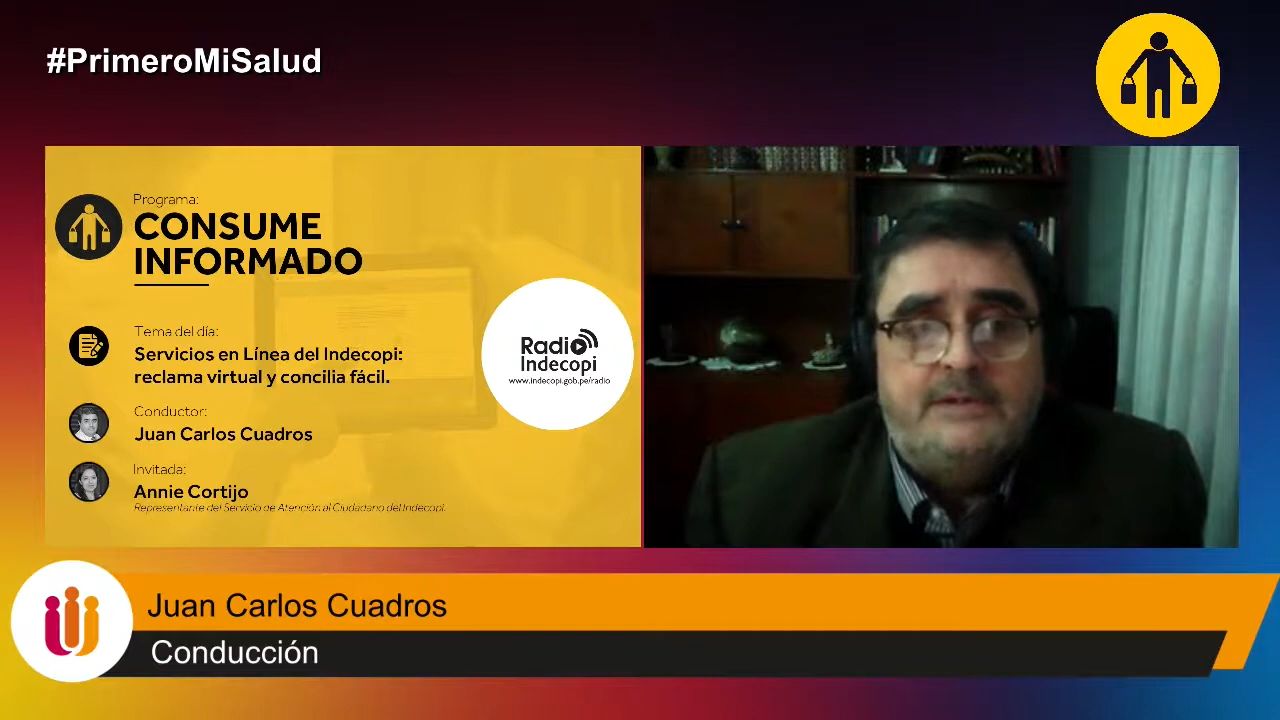 #PrimeroMiSalud
Programa:
CONSUME
INFORMADO
Tema del día:
Servicios en Línea del Indecopi:
reclama virtual y concilia fácil.
Conductor:
Juan Carlos Cuadros
Invitada:
Annie Cortijo
Representante del Servicio de Atención al Ciudadano del Indecopi.
Radio
Indecopi
www.indecopi.gob.pe/radio
Juan Carlos Cuadros
Conducción